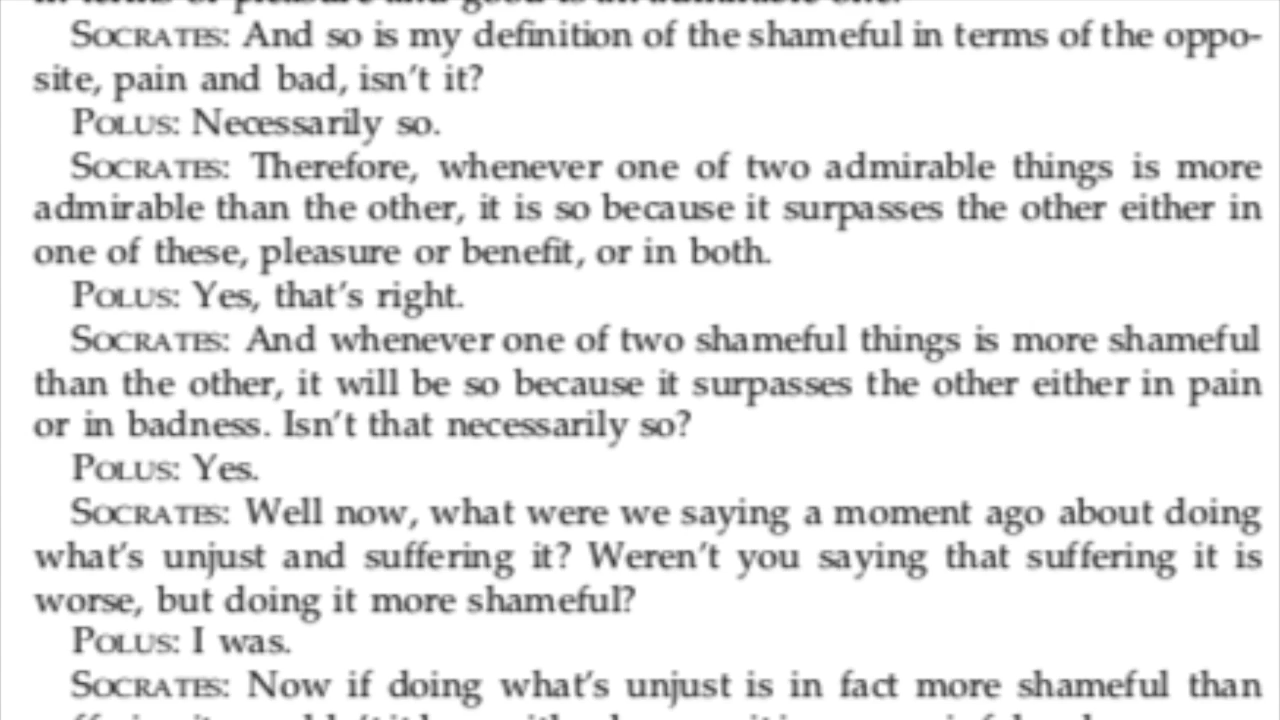 SOCRATES: And so is my definition of the shameful in terms of the oppo-
site, pain and bad, isn't it?
POLUS: Necessarily so.
SOCRATES: Therefore, whenever one of two admirable things is more
admirable than the other, it is so because it surpasses the other either in
one of these, pleasure or benefit, or in both.
POLUS: Yes, that's right.
SOCRATES: And whenever one of two shameful things is more shameful
than the other, it will be so because it surpasses the other either in pain
or in badness. Isn't that necessarily so?
POLUS: Yes.
SOCRATES: Well now, what were we saying a moment ago about doing
what's unjust and suffering it? Weren't you saying that suffering it is
worse, but doing it more shameful?
POLUS: I was.
SOCRATES: Now if doing what's unjust is in fact more shameful than